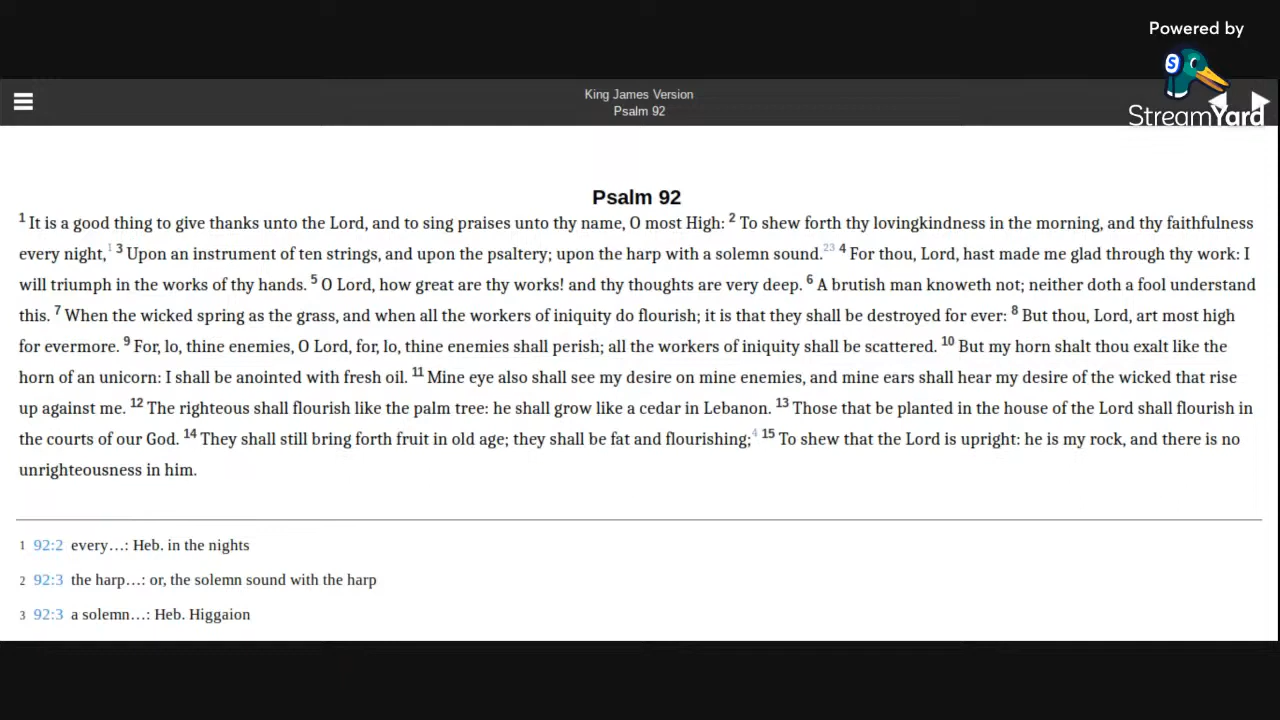 Powered by
StreamYard
King James Version
Psalm 92
Psalm 92
1 It is a good thing to give thanks unto the Lord, and to sing praises unto thy name, O most High: 2 To shew forth thy lovingkindness in the morning, and thy faithfulness
every night,1 3 Upon an instrument of ten strings, and upon the psaltery; upon the harp with a solemn sound.23 4 For thou, Lord, hast made me glad through thy work: I
will triumph in the works of thy hands. 5 O Lord, how great are thy works! and thy thoughts are very deep. 6 A brutish man knoweth not; neither doth a fool understand
this. 7 When the wicked spring as the grass, and when all the workers of iniquity do flourish; it is that they shall be destroyed for ever: 8 But thou, Lord, art most high
for evermore. 9 For, lo, thine enemies, O Lord, for, lo, thine enemies shall perish; all the workers of iniquity shall be scattered. 10 But my horn shalt thou exalt like the
horn of an unicorn: I shall be anointed with fresh oil. 11 Mine eye also shall see my desire on mine enemies, and mine ears shall hear my desire of the wicked that rise
up against me. 12 The righteous shall flourish like the palm tree: he shall grow like a cedar in Lebanon. 13 Those that be planted in the house of the Lord shall flourish in
the courts of our God. 14 They shall still bring forth fruit in old age; they shall be fat and flourishing;4 15 To shew that the Lord is upright: he is my rock, and there is no
unrighteousness in him.
1 92:2 every…: Heb. in the nights
2 92:3 the harp…: or, the solemn sound with the harp
3 92:3 a solemn…: Heb. Higgaion